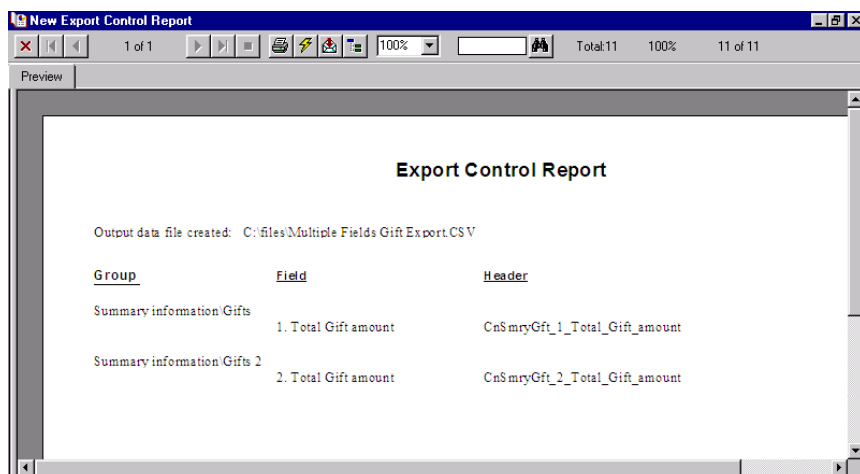 New Export Control Report
1 of 1 100% Total:11 100% 11 of 11
Preview
Export Control Report
Output data file created: C:\files\Multiple Fields Gift Export.CSV
Group Field Header
Summary information\Gifts
1. Total Gift amount CnSmryGft_1_Total_Gift_amount
Summary information\Gifts 2
2. Total Gift amount CnSmryGft_2_Total_Gift_amount